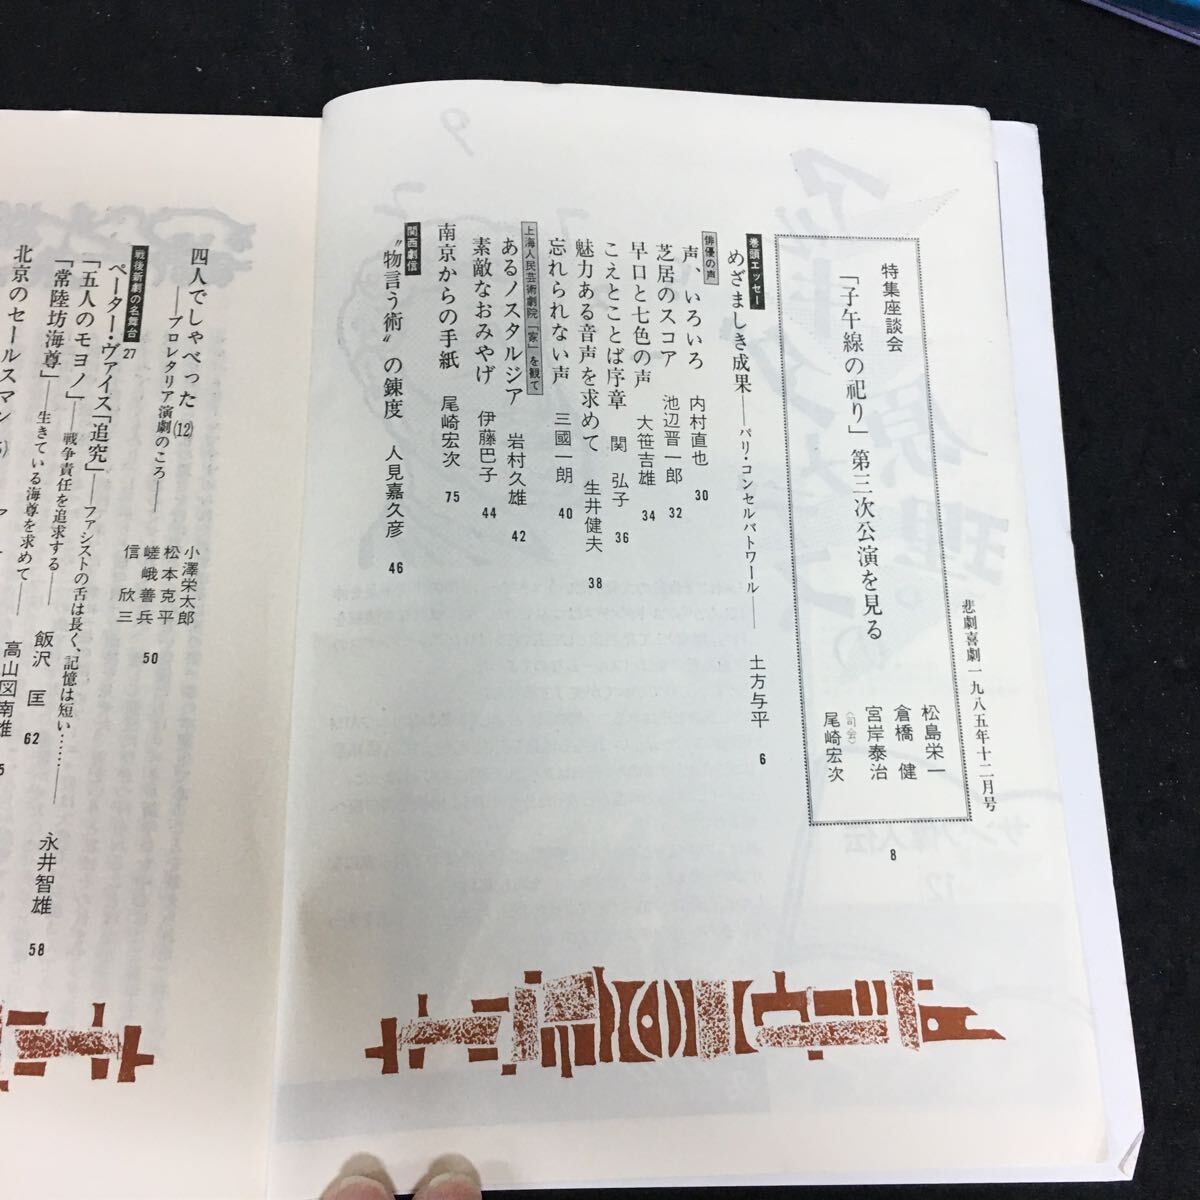 悲劇喜劇一九八五年十二月号
特集座談会
「子午線の祀り」第三次公演を見る
松島栄一
倉橋 健
宮岸泰治
〈司会〉
尾崎宏次
8
巻頭エッセー
めざましき成果——パリ・コンセルバトワール—— 土方与平 6
俳優の声
声、いろいろ 内村直也 30
芝居のスコア 池辺晋一郎 32
早口と七色の声 大笹吉雄 34
こえとことば序章 関 弘子 36
魅力ある音声を求めて 生井健夫 38
忘れられない声 三國一朗 40
上海人民芸術劇院「家」を観て
あるノスタルジア 岩村久雄 42
素敵なおみやげ 伊藤巴子 44
南京からの手紙 尾崎宏次 75
関西劇信
〝物言う術〟の錬度 人見嘉久彦 46
四人でしゃべった(12)
——プロレタリア演劇のころ——
小澤栄太郎
松本克平
嵯峨善兵
信 欣三
50
戦後新劇の名舞台 27
ペーター・ヴァイス「追究」——ファシストの舌は長く、記憶は短い……—— 永井智雄 58
「五人のモヨノ」——戦争責任を追求する—— 飯沢 匡 62
「常陸坊海尊」——生きている海尊を求めて—— 高山図南雄
北京のセールスマン